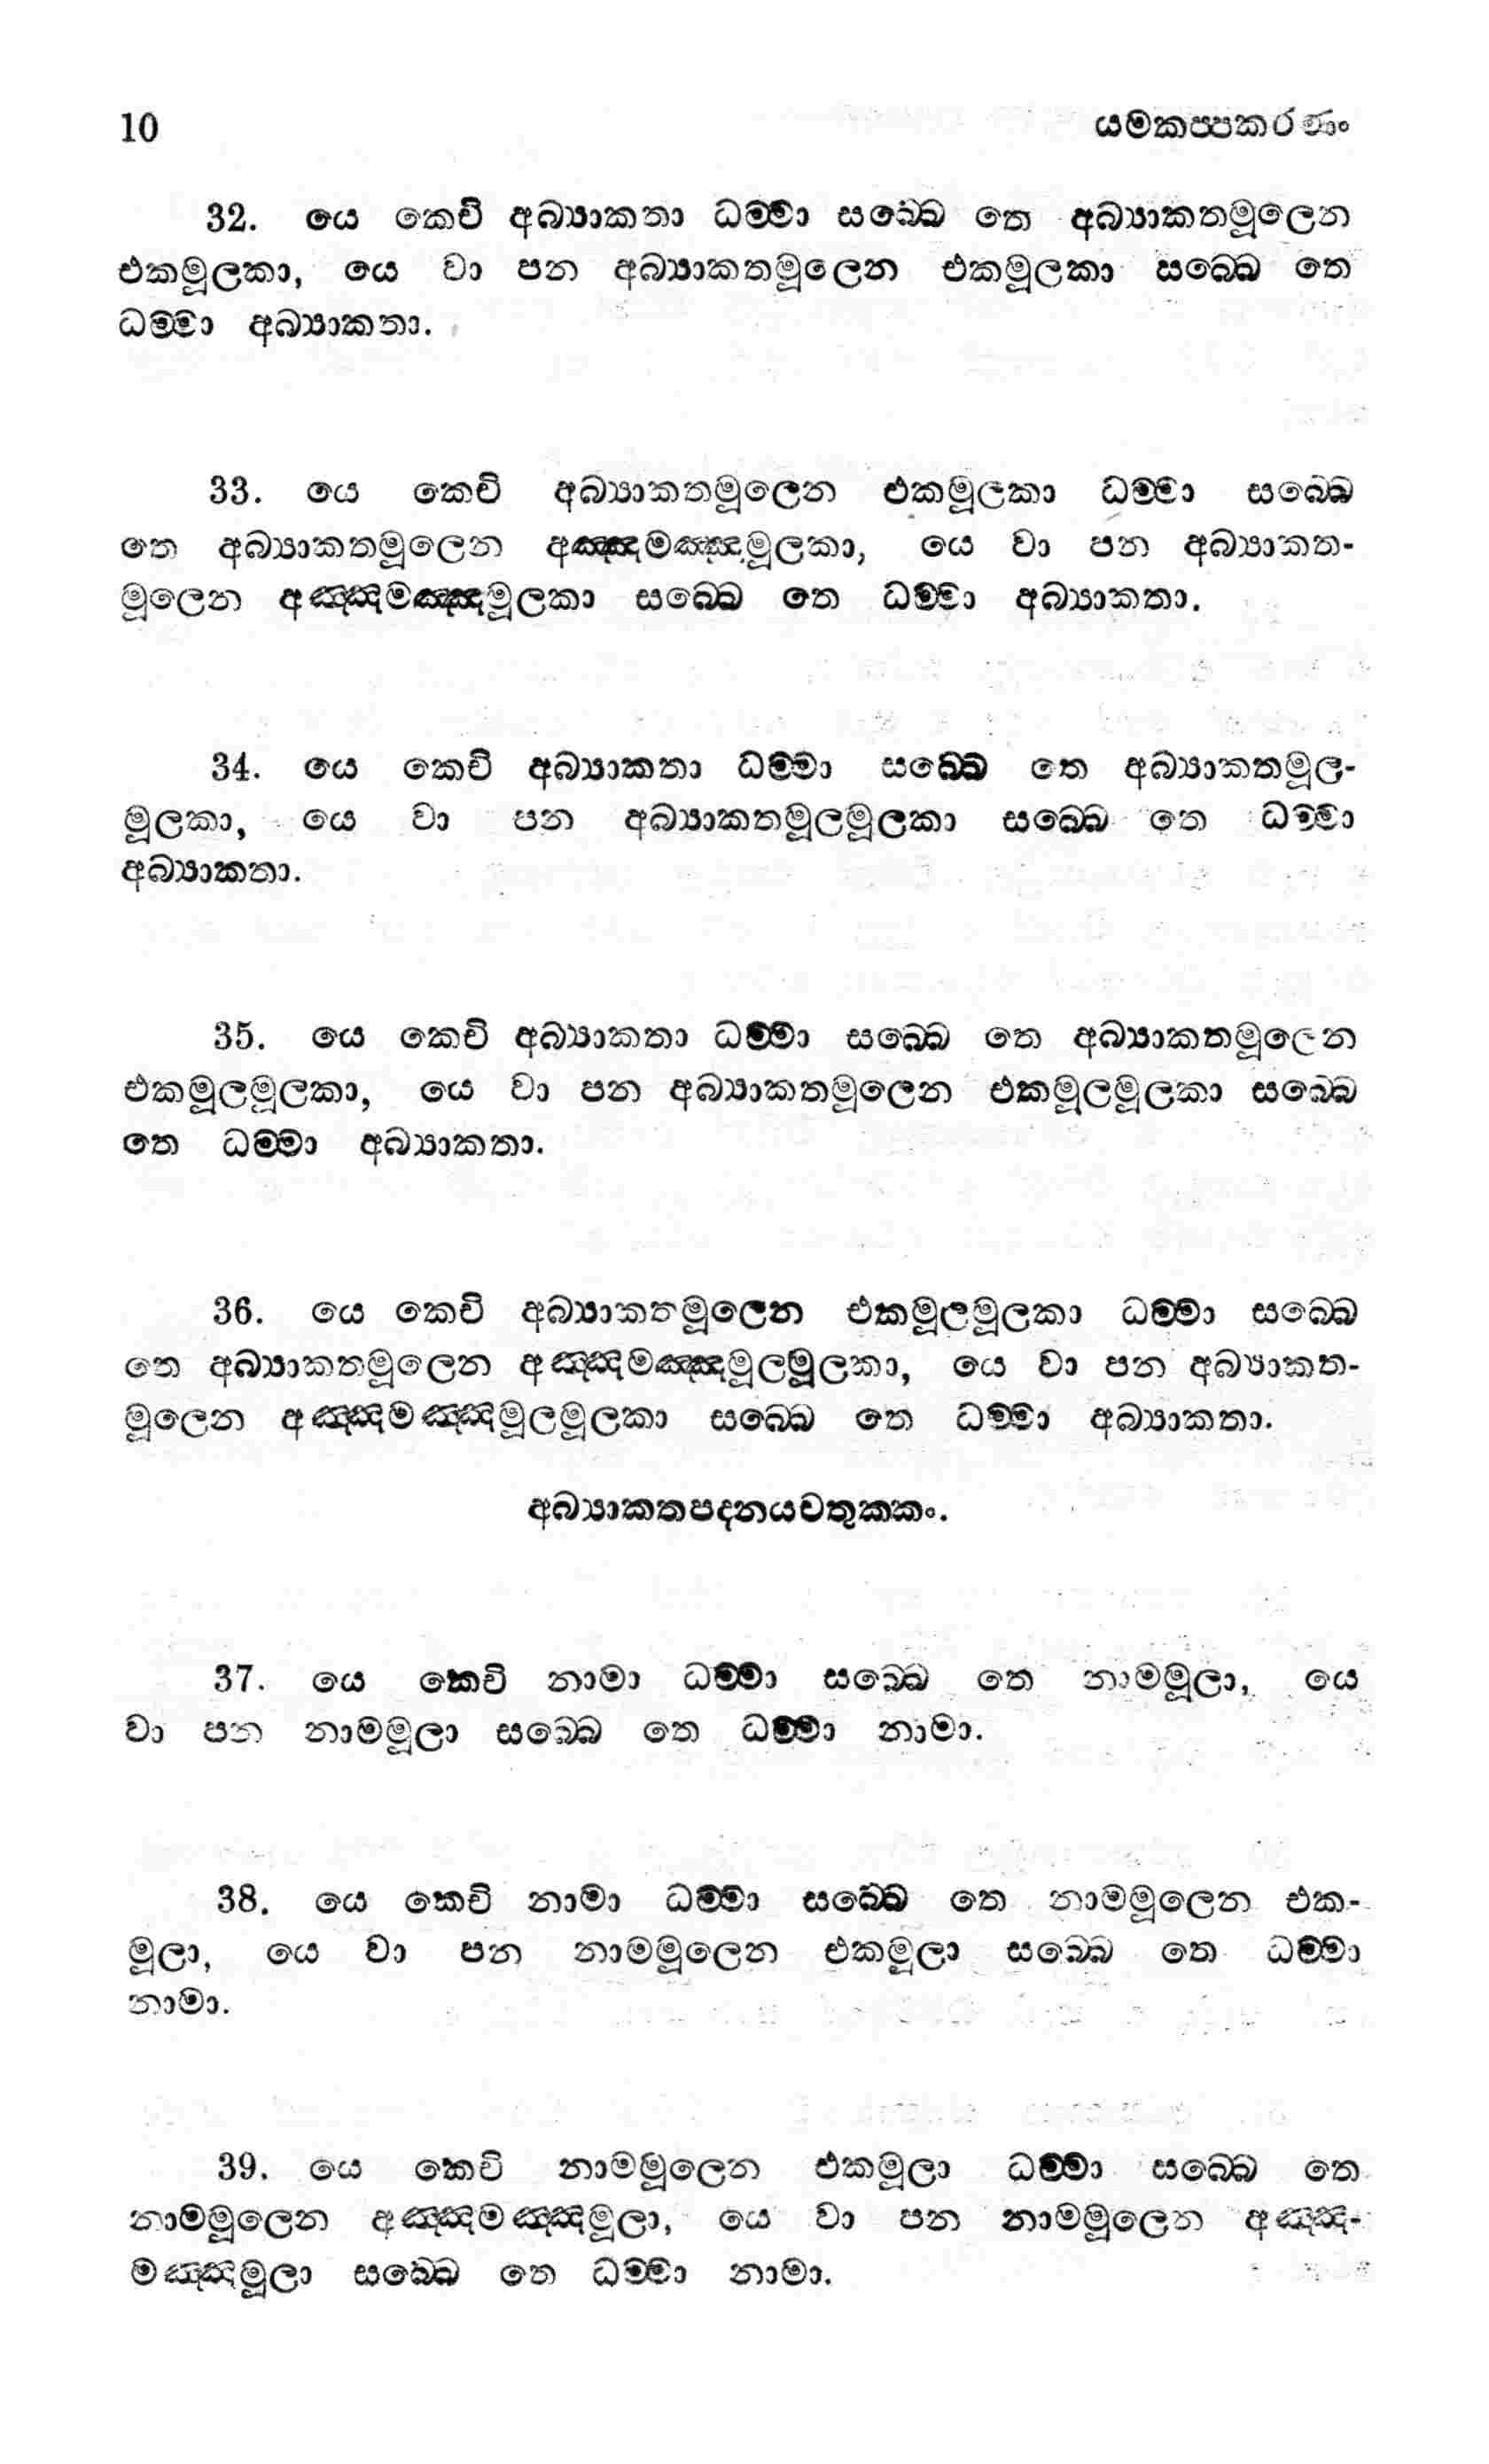 10 යමකප්පකරණං
32. යෙ කෙචි අබ්‍යාකතා ධම්මා සබ්බෙ තෙ අබ්‍යාකතමූලෙන
එකමූලකා, යෙ වා පන අබ්‍යාකතමූලෙන එකමූලකා සබ්බෙ තෙ
ධම්මා අබ්‍යාකතා.
33. යෙ කෙචි අබ්‍යාකතමූලෙන එකමූලකා ධම්මා සබ්බෙ
තෙ අබ්‍යාකතමූලෙන අඤ්ඤමඤ්ඤමූලකා, යෙ වා පන අබ්‍යාකත-
මූලෙන අඤ්ඤමඤ්ඤමූලකා සබ්බෙ තෙ ධම්මා අබ්‍යාකතා.
34. යෙ කෙචි අබ්‍යාකතා ධම්මා සබ්බෙ තෙ අබ්‍යාකතමූල-
මූලකා, යෙ වා පන අබ්‍යාකතමූලමූලකා සබ්බෙ තෙ ධම්මා
අබ්‍යාකතා.
35. යෙ කෙචි අබ්‍යාකතා ධම්මා සබ්බෙ තෙ අබ්‍යාකතමූලෙන
එකමූලමූලකා, යෙ වා පන අබ්‍යාකතමූලෙන එකමූලමූලකා සබ්බෙ
තෙ ධම්මා අබ්‍යාකතා.
36. යෙ කෙචි අබ්‍යාකතමූලෙන එකමූලමූලකා ධම්මා සබ්බෙ
තෙ අබ්‍යාකතමූලෙන අඤ්ඤමඤ්ඤමූලමූලකා, යෙ වා පන අබ්‍යාකත-
මූලෙන අඤ්ඤමඤ්ඤමූලමූලකා සබ්බෙ තෙ ධම්මා අබ්‍යාකතා.
අබ්‍යාකතපදනයචතුක්කං.
37. යෙ කෙචි නාමා ධම්මා සබ්බෙ තෙ නාමමූලා, යෙ
වා පන නාමමූලා සබ්බෙ තෙ ධම්මා නාමා.
38. යෙ කෙචි නාමා ධම්මා සබ්බෙ තෙ නාමමූලෙන එක-
මූලා, යෙ වා පන නාමමූලෙන එකමූලා සබ්බෙ තෙ ධම්මා
නාමා.
39. යෙ කෙචි නාමමූලෙන එකමූලා ධම්මා සබ්බෙ තෙ
නාමමූලෙන අඤ්ඤමඤ්ඤමූලා, යෙ වා පන නාමමූලෙන අඤ්ඤ-
මඤ්ඤමූලා සබ්බෙ තෙ ධම්මා නාමා.